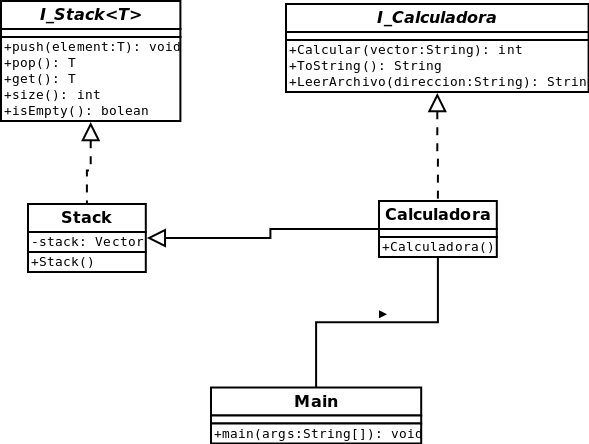 I_Stack<T>
+push(element:T): void
+pop(): T
+get(): T
+size(): int
+isEmpty(): bolean
I_Calculadora
+Calcular(vector:String): int
+ToString(): String
+LeerArchivo(direccion:String): Strin
Stack
-stack: Vector
+Stack()
Calculadora
+Calculadora()
Main
+main(args:String[]): void